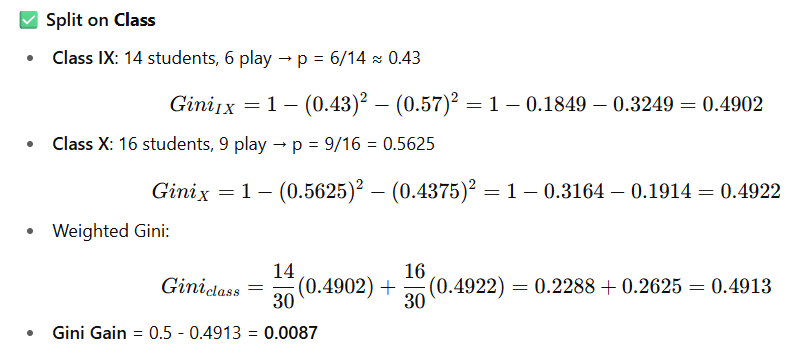 ✅ Split on Class
• Class IX: 14 students, 6 play → p = 6/14 ≈ 0.43
Gini_{IX} = 1 − (0.43)^2 − (0.57)^2 = 1 − 0.1849 − 0.3249 = 0.4902
• Class X: 16 students, 9 play → p = 9/16 = 0.5625
Gini_X = 1 − (0.5625)^2 − (0.4375)^2 = 1 − 0.3164 − 0.1914 = 0.4922
• Weighted Gini:
Gini_{class} = \frac{14}{30}(0.4902) + \frac{16}{30}(0.4922) = 0.2288 + 0.2625 = 0.4913
• Gini Gain = 0.5 - 0.4913 = 0.0087